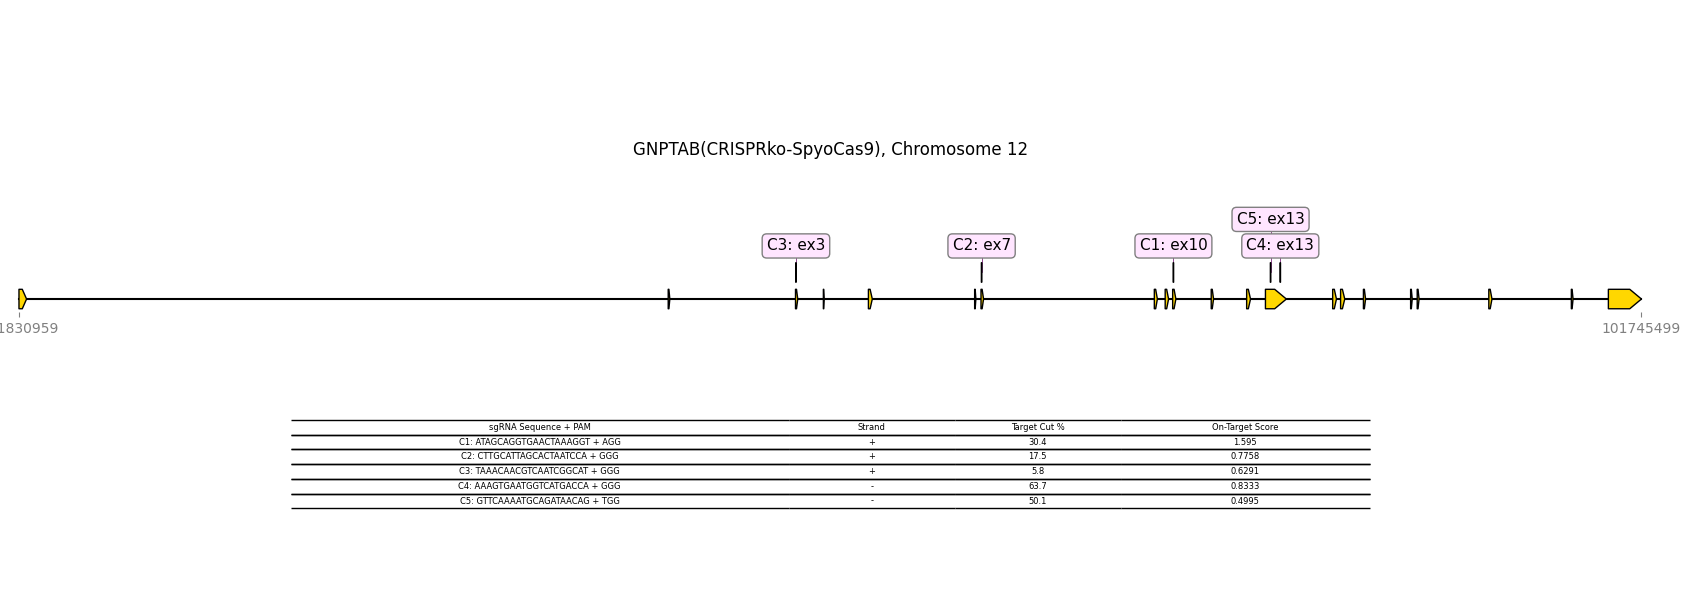 GNPTAB(CRISPRko-SpyoCas9), Chromosome 12
C5: ex13
C3: ex3 C2: ex7 C1: ex10 C4: ex13
1830959 101745499
sgRNA Sequence + PAM Strand Target Cut % On-Target Score
C1: ATAGCAGGTGAACTAAAGGT + AGG + 30.4 1.595
C2: CTTGCATTAGCACTAATCCA + GGG + 17.5 0.7758
C3: TAAACAACGTCAATCGGCAT + GGG + 5.8 0.6291
C4: AAAGTGAATGGTCATGACCA + GGG - 63.7 0.8333
C5: GTTCAAAATGCAGATAACAG + TGG - 50.1 0.4995